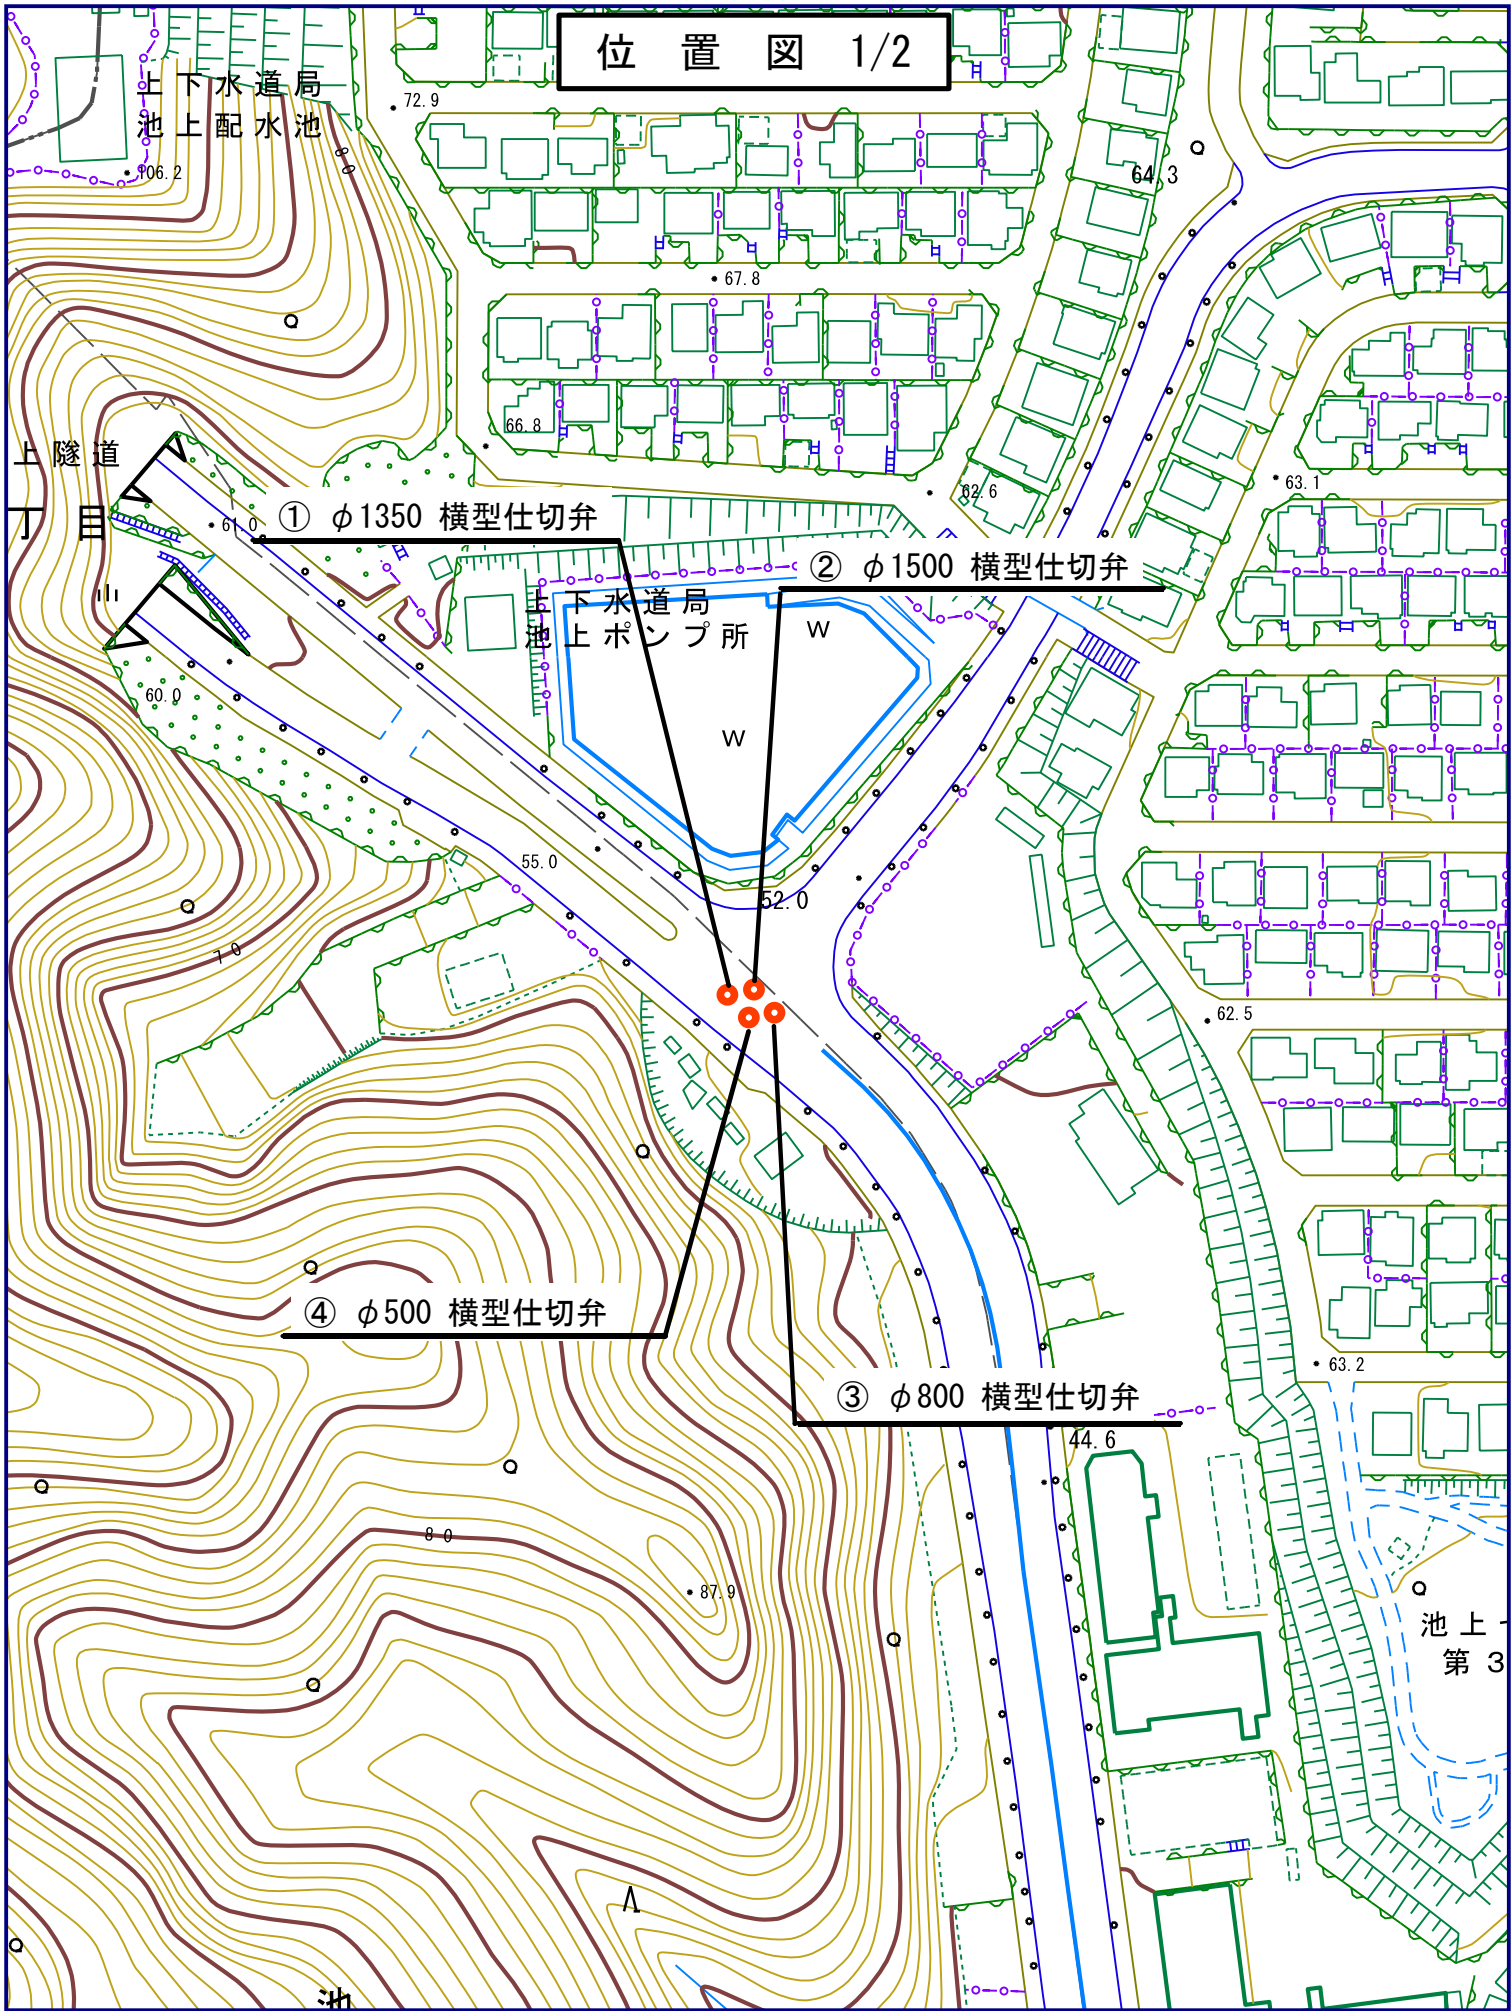 位 置 図 1/2
上下水道局
池上配水池
72.9
106.2
80
64.3
67.8
66.8
上隧道
丁 目
61.0
62.6
63.1
① φ1350 横型仕切弁
② φ1500 横型仕切弁
上下水道局
池上ポンプ所
W
W
60.0
55.0
52.0
70
62.5
④ φ500 横型仕切弁
63.2
③ φ800 横型仕切弁
44.6
80
87.9
池上
第3
池